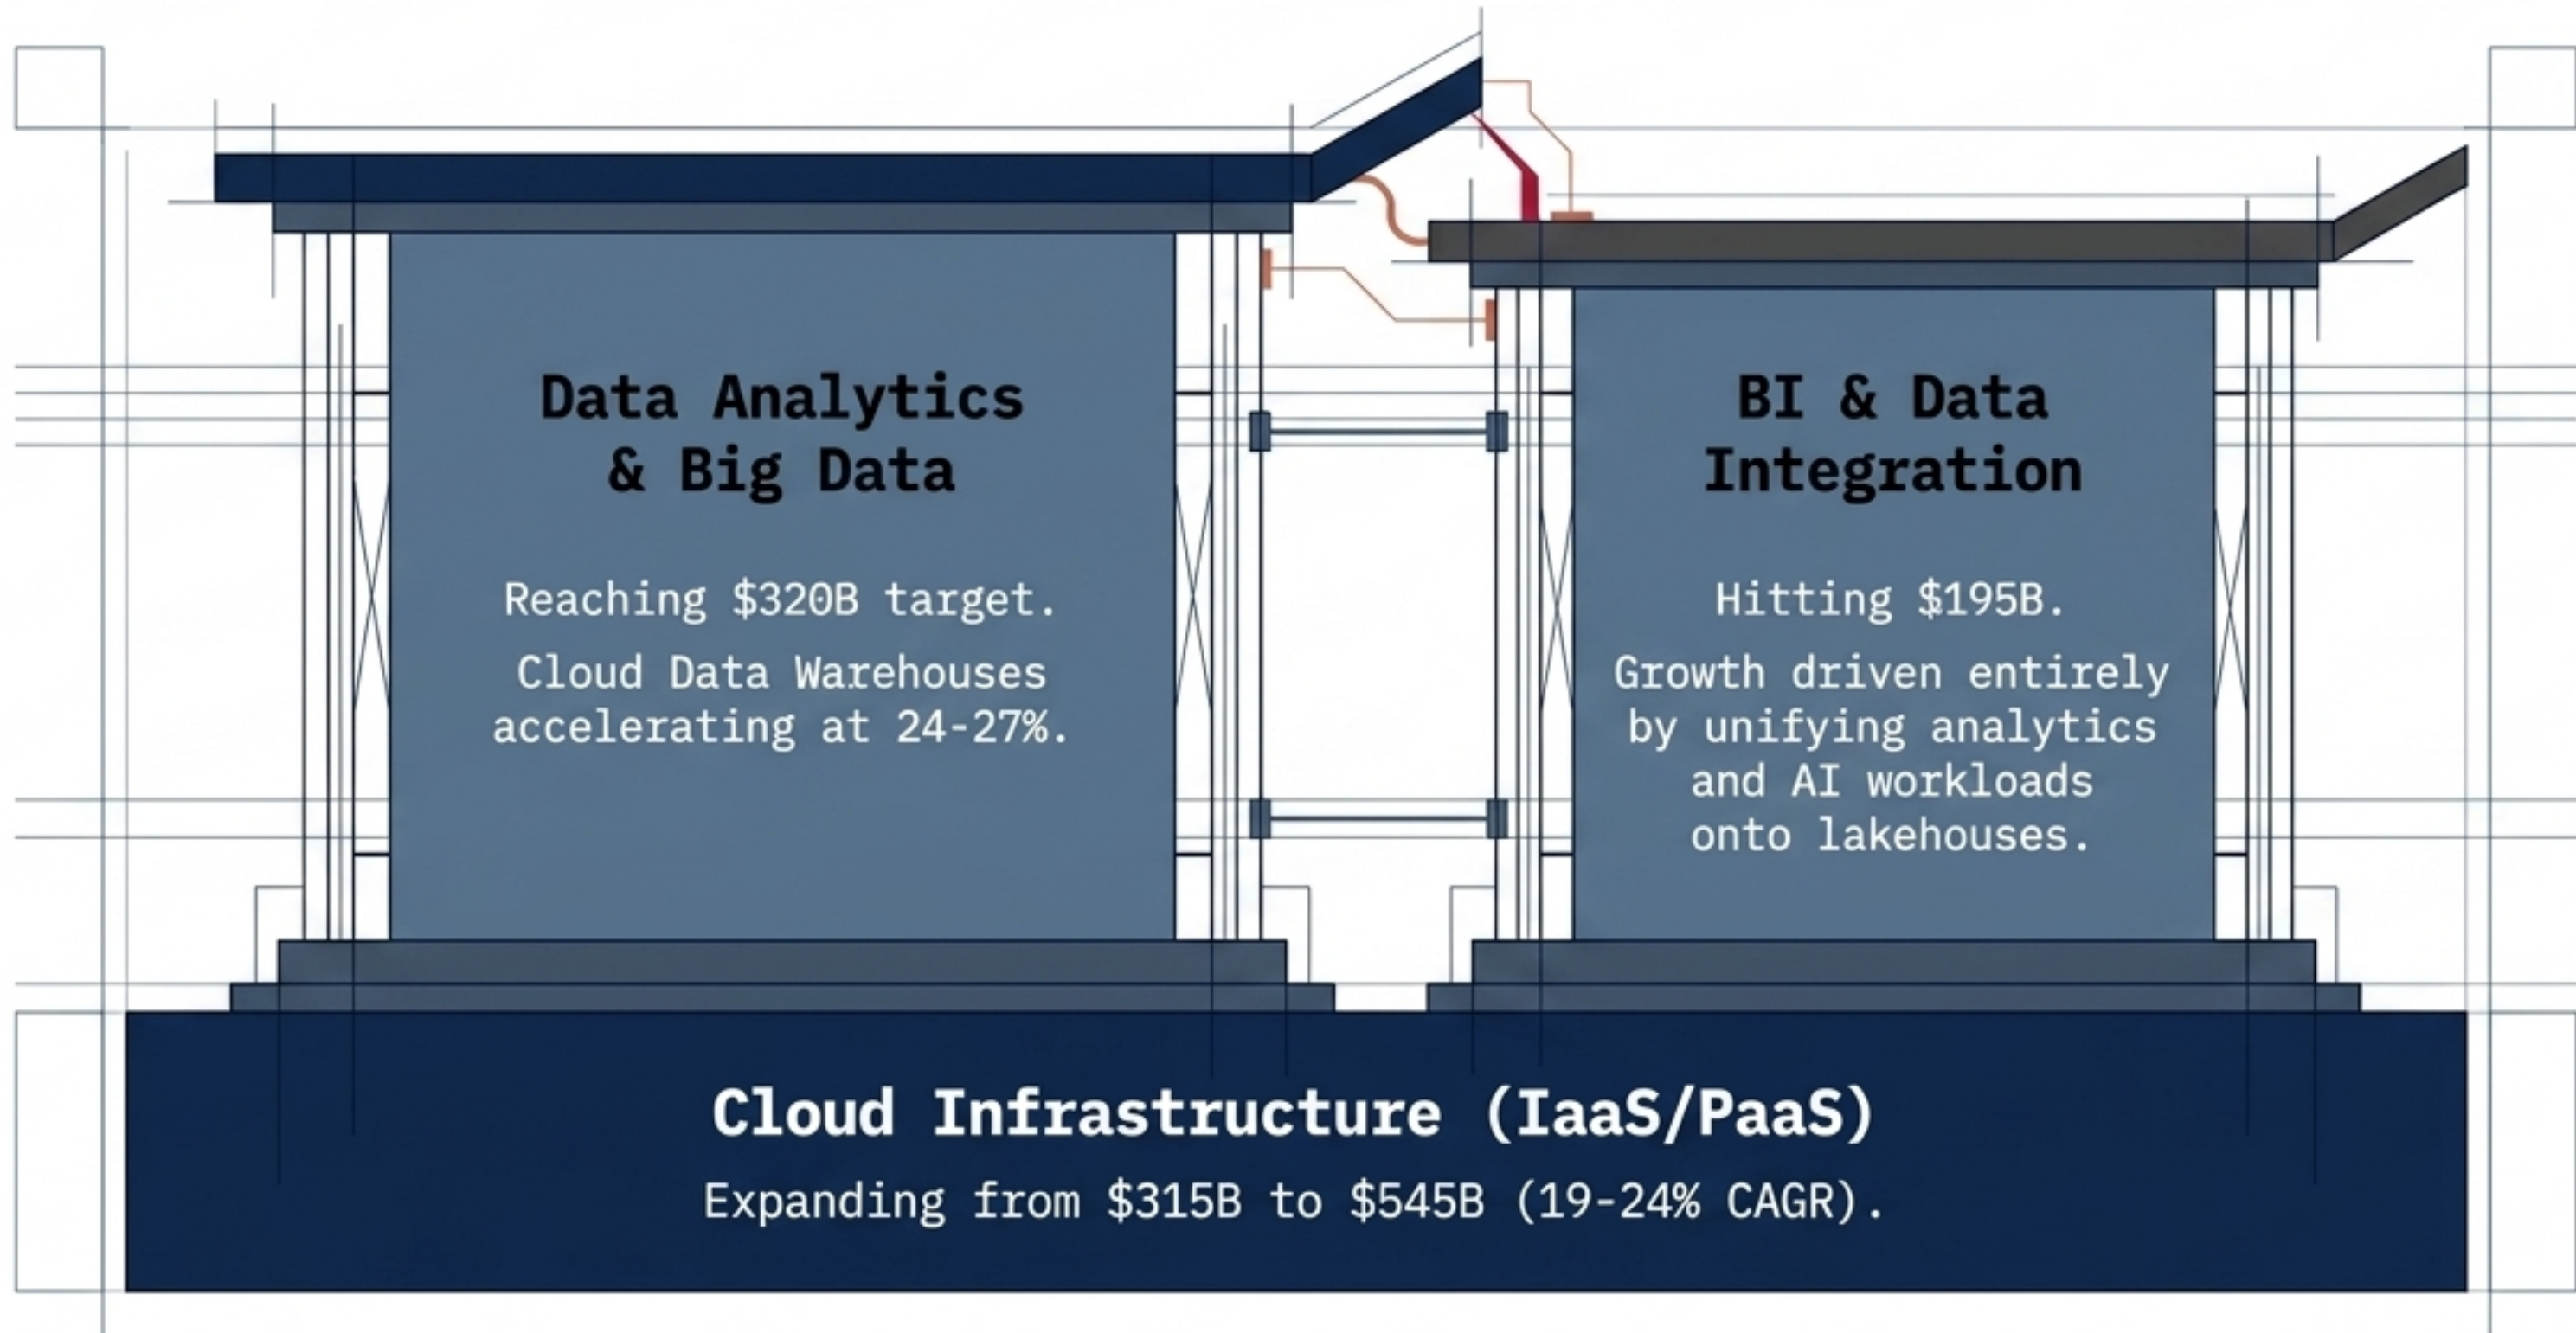 Data Analytics
& Big Data
Reaching $320B target.
Cloud Data Warehouses
accelerating at 24-27%.
BI & Data
Integration
Hitting $195B.
Growth driven entirely
by unifying analytics
and AI workloads
onto lakehouses.
Cloud Infrastructure (IaaS/PaaS)
Expanding from $315B to $545B (19-24% CAGR).